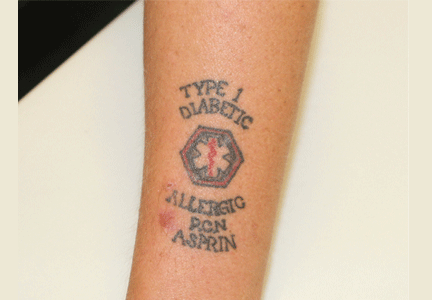 TYPE 1
DIABETIC
ALLERGIC
PCN
ASPRIN